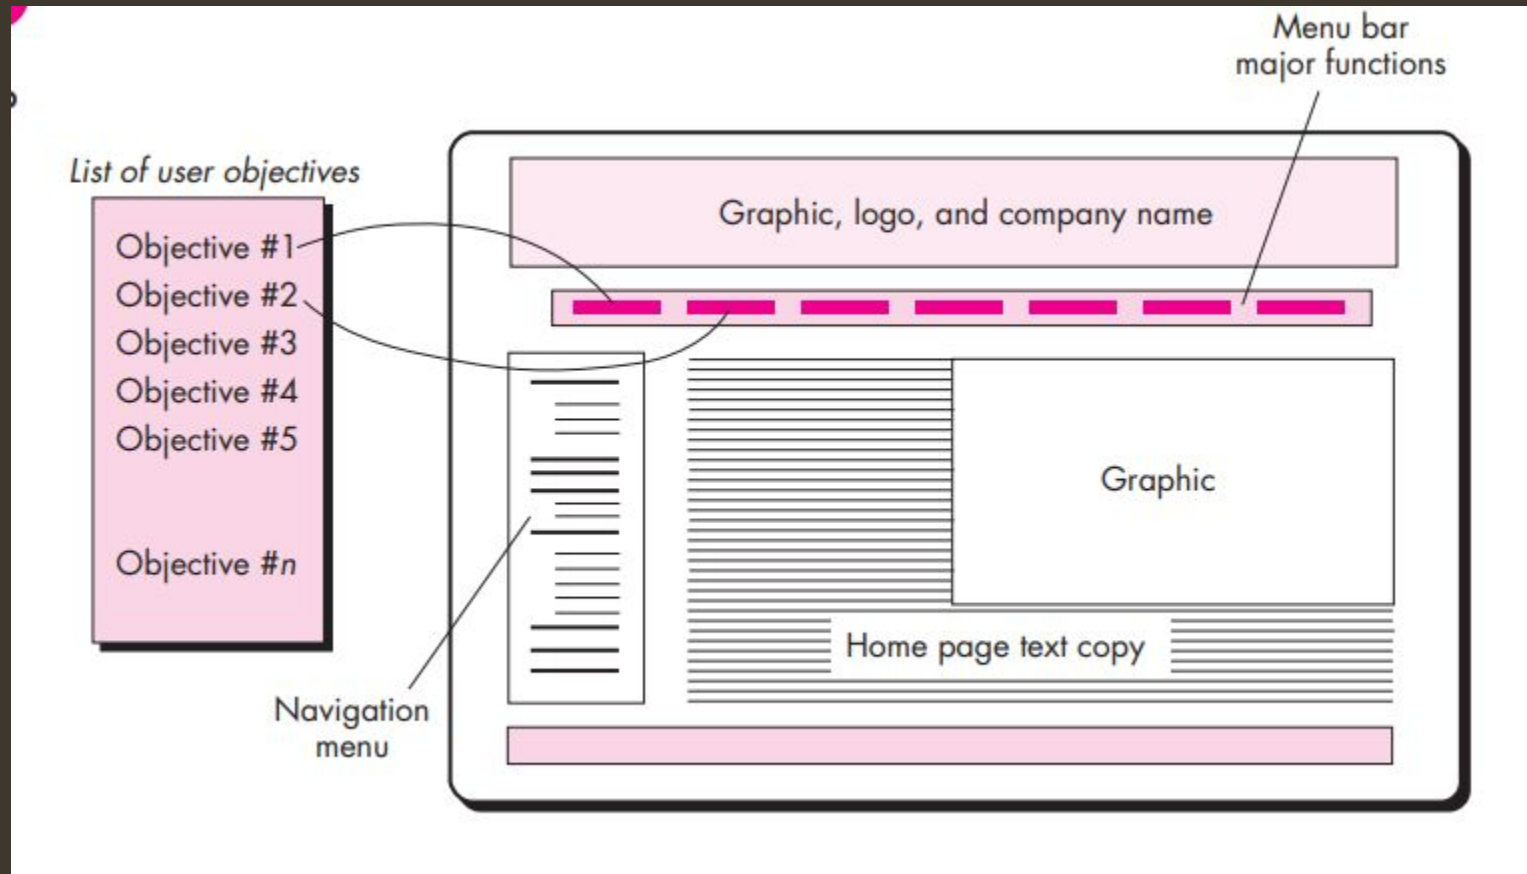 Menu bar
major functions
List of user objectives
Objective #1
Objective #2
Objective #3
Objective #4
Objective #5
Objective #n
Graphic, logo, and company name
Graphic
Home page text copy
Navigation
menu